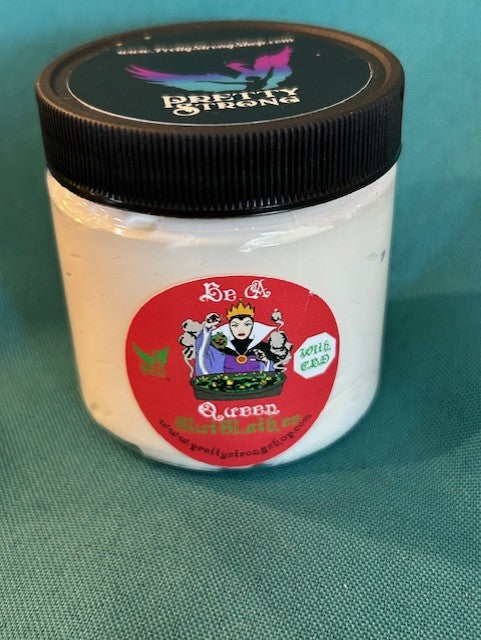 www.PrettyStrongShop.com
PRETTY
STRONG
Be A
With
CBD
Queen
www.prettystrongshop.com